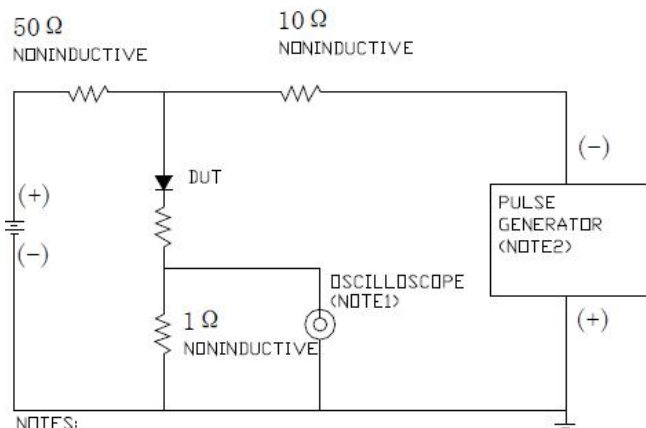 50 Ω
NONINDUCTIVE
10 Ω
NONINDUCTIVE
(+)
(-)
DUT
1 Ω
NONINDUCTIVE
OSCILLOSCOPE
(NOTE1)
(-)
PULSE
GENERATOR
(NOTE2)
(+)
NOTES: